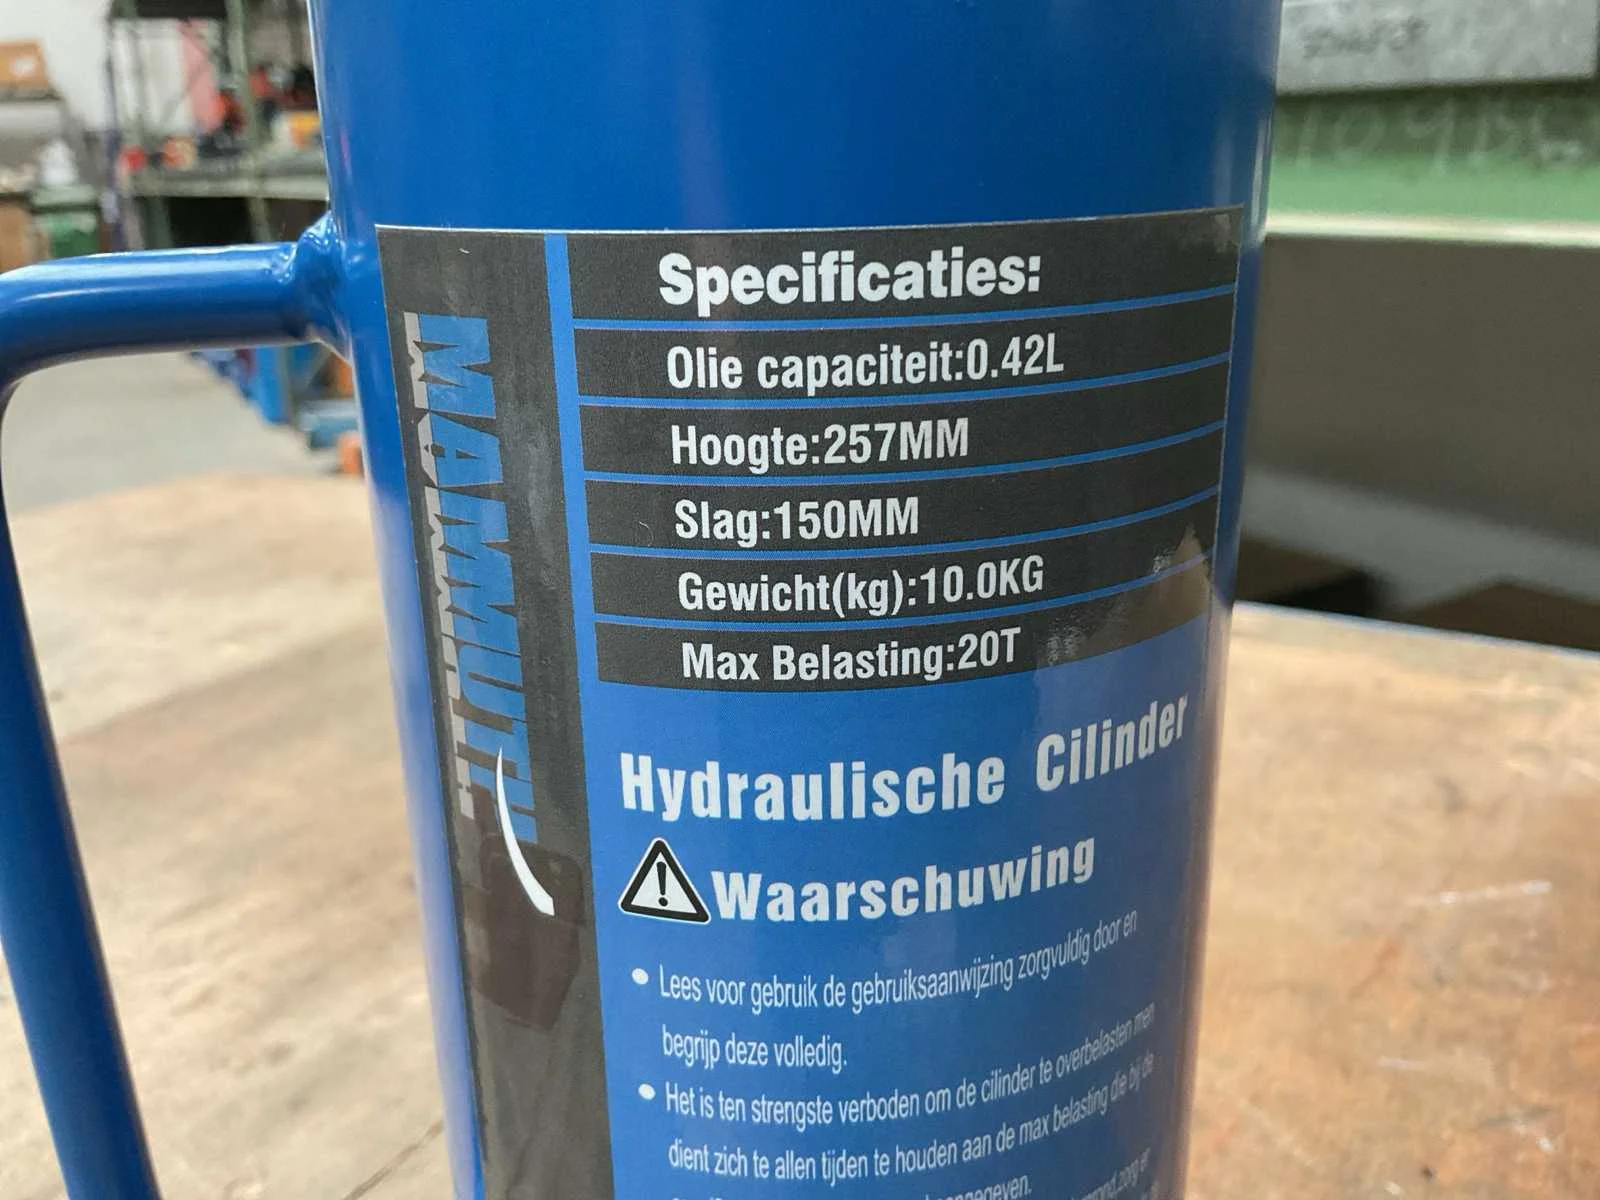 MAMMUTH
Specificaties:
Olie capaciteit:0.42L
Hoogte:257MM
Slag:150MM
Gewicht(kg):10.0KG
Max Belasting:20T
Hydraulische Cilinder
Waarschuwing
• Lees voor gebruik de gebruiksaanwijzing zorgvuldig door en
begrijp deze volledig.
• Het is ten strengste verboden om de cilinder te overbelasten men
dient zich te allen tijden te houden aan de max belasting die bij de